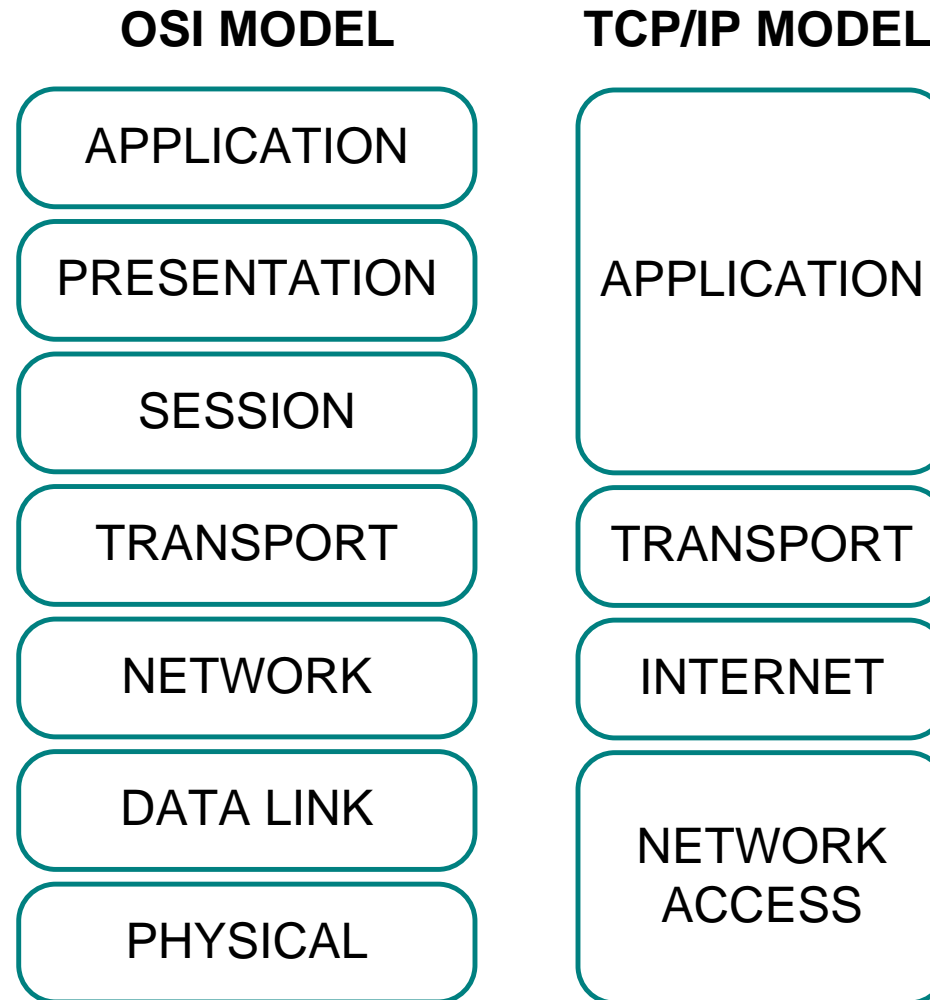 OSI MODEL
APPLICATION
PRESENTATION
SESSION
TRANSPORT
NETWORK
DATA LINK
PHYSICAL
TCP/IP MODEL
APPLICATION
TRANSPORT
INTERNET
NETWORK
ACCESS